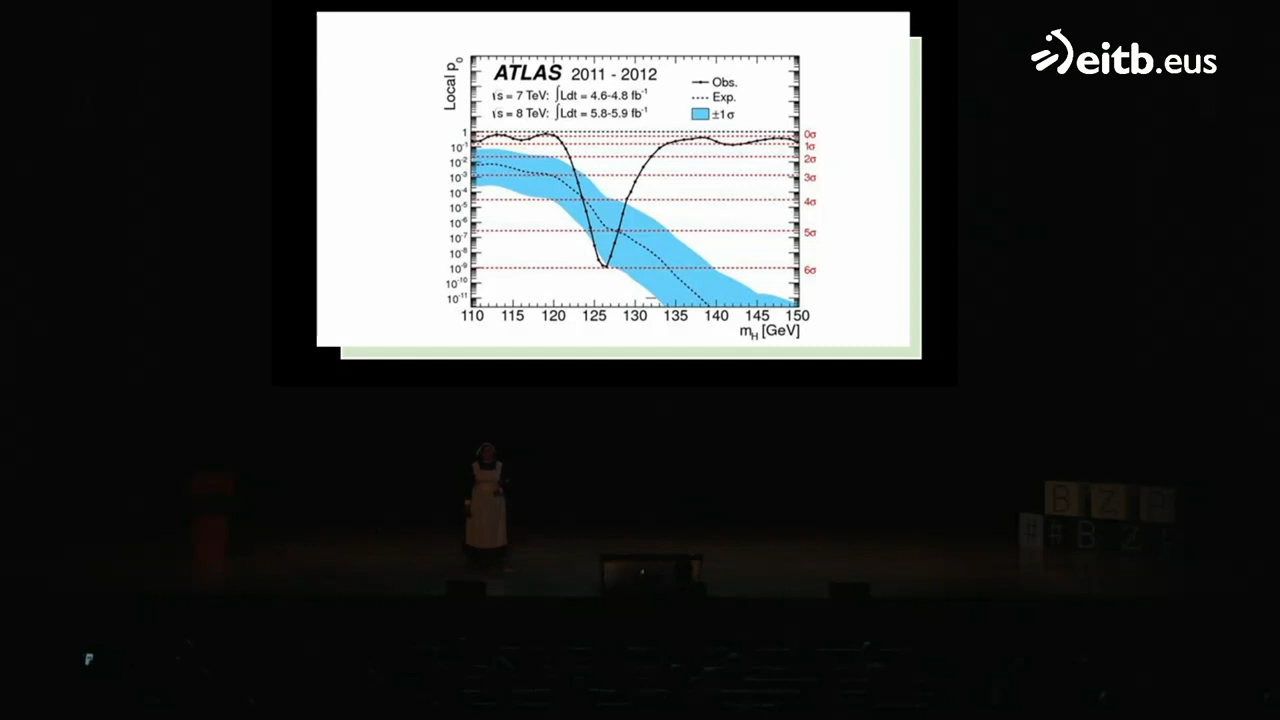 eitb.eus
ATLAS 2011 - 2012
√s = 7 TeV: ∫Ldt = 4.6-4.8 fb⁻¹
√s = 8 TeV: ∫Ldt = 5.8-5.9 fb⁻¹
Obs.
Exp.
±1σ
Local p₀
1
10⁻¹
10⁻²
10⁻³
10⁻⁴
10⁻⁵
10⁻⁶
10⁻⁷
10⁻⁸
10⁻⁹
10⁻¹⁰
10⁻¹¹
0σ
1σ
2σ
3σ
4σ
5σ
6σ
110 115 120 125 130 135 140 145 150
m_H [GeV]
B Z P
# # B Z